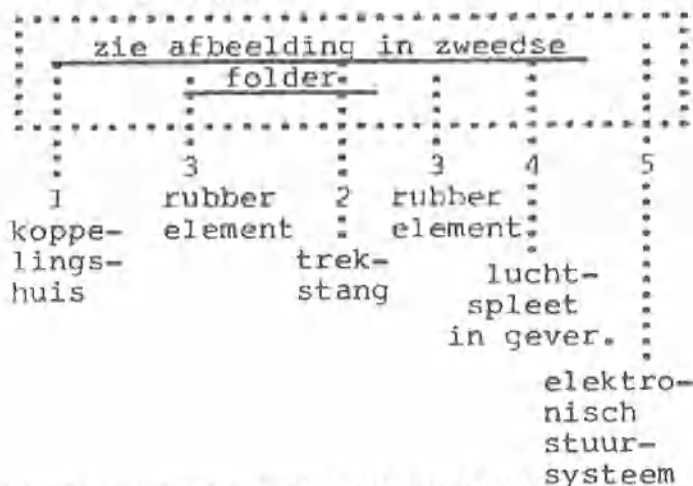 zie afbeelding in zweedse
folder.
3 3 4 5
1 rubber 2 rubber
koppe- element element
lings- trek- lucht-
huis stang spleet
in gever.
elektro-
nisch
stuur-
systeem